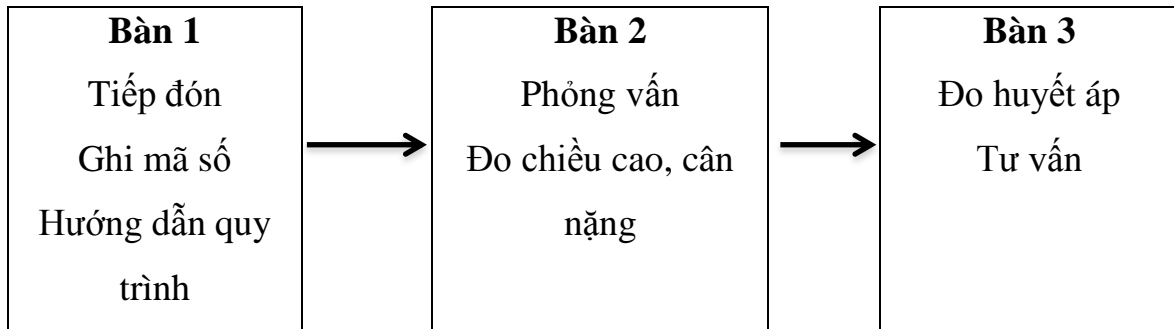 Bàn 1
Tiếp đón
Ghi mã số
Hướng dẫn quy
trình
Bàn 2
Phỏng vấn
Đo chiều cao, cân
nặng
Bàn 3
Đo huyết áp
Tư vấn